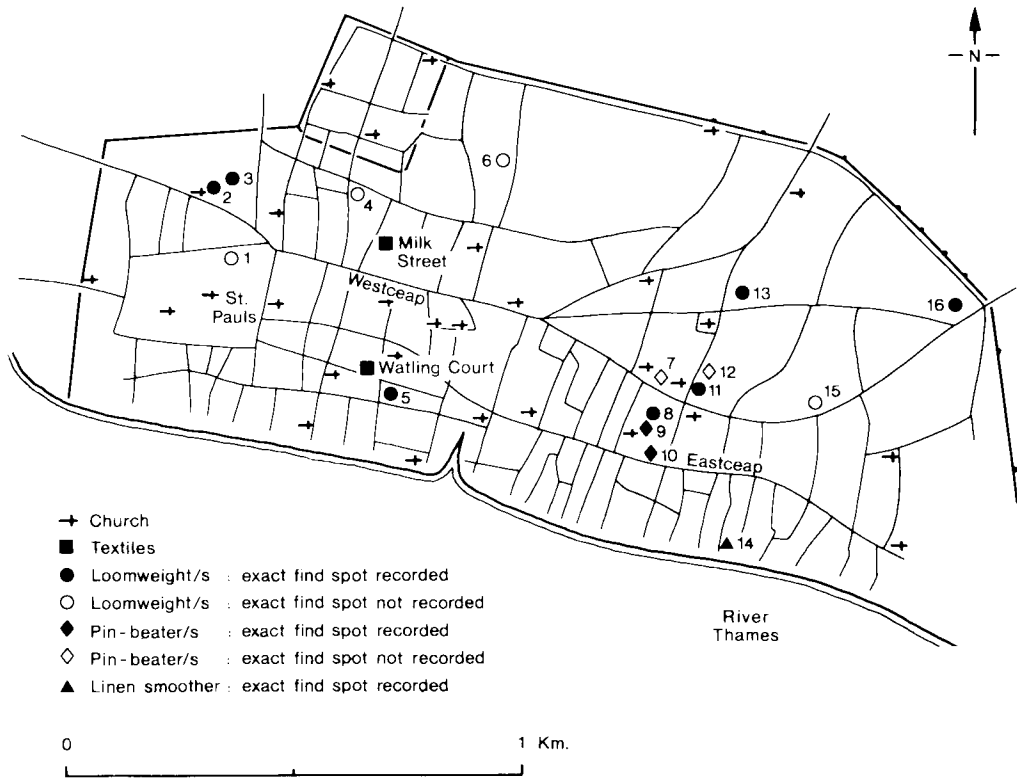 N
6
3
2
4
Milk
Street
1
Westceap
St.
Pauls
13
16
Watling Court
5
7
12
11
15
8
9
10
Eastceap
14
Church
Textiles
Loomweight/s : exact find spot recorded
Loomweight/s : exact find spot not recorded
Pin-beater/s : exact find spot recorded
Pin-beater/s : exact find spot not recorded
Linen smoother : exact find spot recorded
River
Thames
0 1 Km.